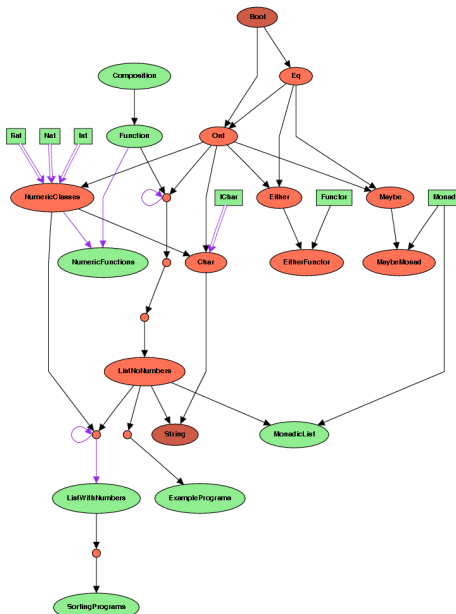 Bool
Composition
Eq
Rat
Nat
Int
Function
Ord
NumericClasses
IChar
Either
Functor
Maybe
Monad
NumericFunctions
Char
EitherFunctor
MaybeMonad
ListNoNumbers
String
MonadicList
ListWithNumbers
ExamplePrograms
SortingPrograms